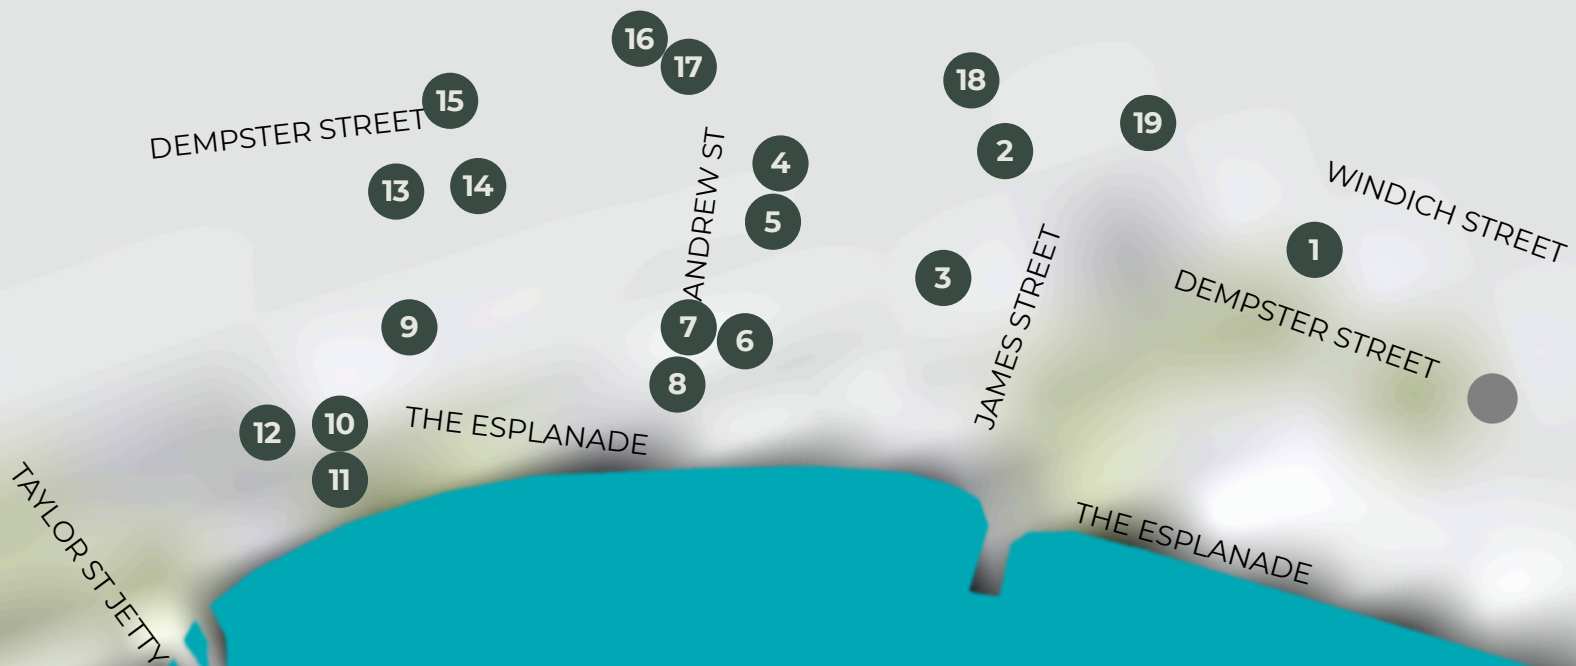 16
17
18
15
DEMPSTER STREET
19
2
4
ANDREW ST
13
14
5
WINDICH STREET
1
3
JAMES STREET
DEMPSTER STREET
9
7
6
8
12
10
THE ESPLANADE
11
TAYLOR ST JETTY
THE ESPLANADE